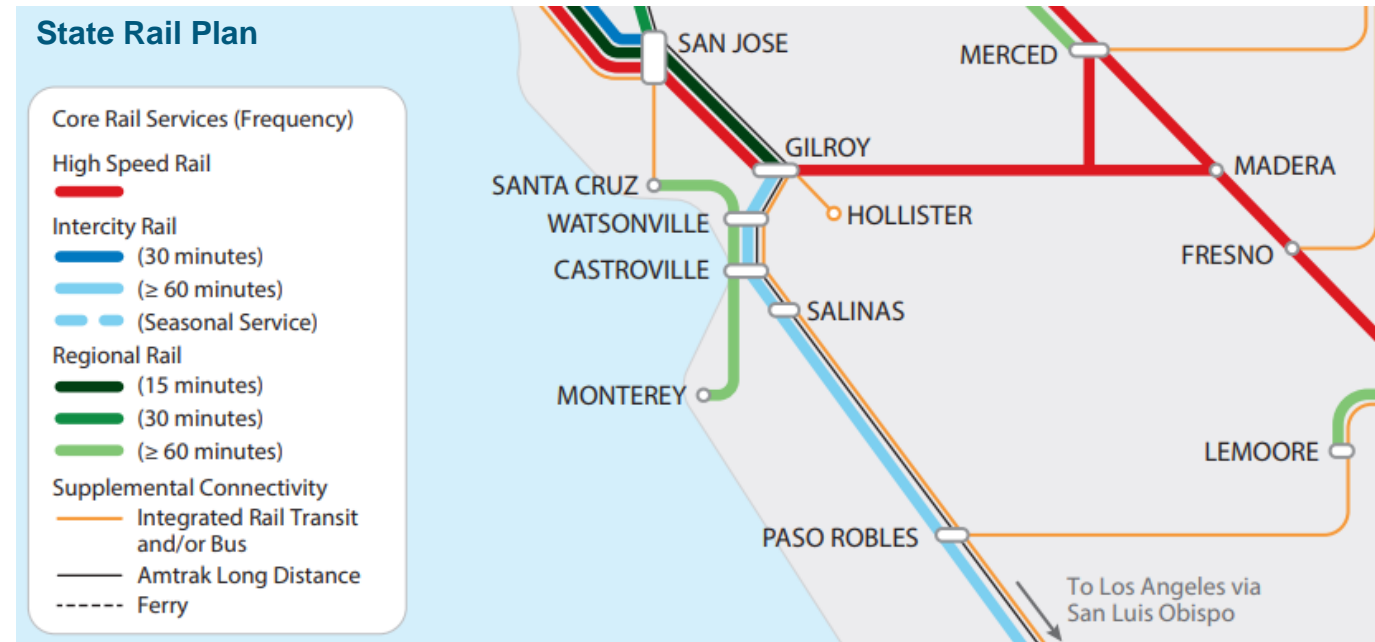 State Rail Plan
Core Rail Services (Frequency)
High Speed Rail
Intercity Rail
(30 minutes)
(≥ 60 minutes)
(Seasonal Service)
Regional Rail
(15 minutes)
(30 minutes)
(≥ 60 minutes)
Supplemental Connectivity
Integrated Rail Transit
and/or Bus
Amtrak Long Distance
Ferry
SAN JOSE
MERCED
GILROY
MADERA
SANTA CRUZ
HOLLISTER
WATSONVILLE
FRESNO
CASTROVILLE
SALINAS
MONTEREY
LEMOORE
PASO ROBLES
To Los Angeles via
San Luis Obispo